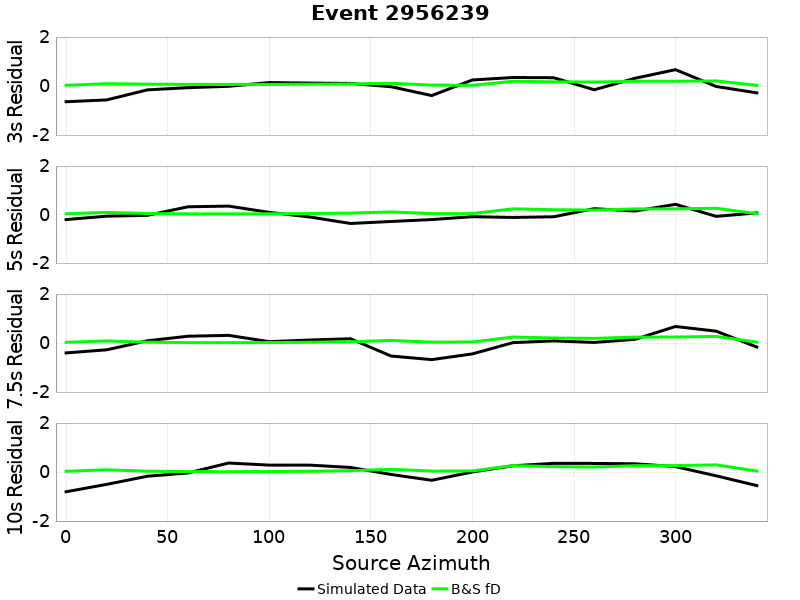 Event 2956239
3s Residual
2
0
-2
5s Residual
2
0
-2
7.5s Residual
2
0
-2
10s Residual
2
0
-2
0 50 100 150 200 250 300
Source Azimuth
Simulated Data B&S fD